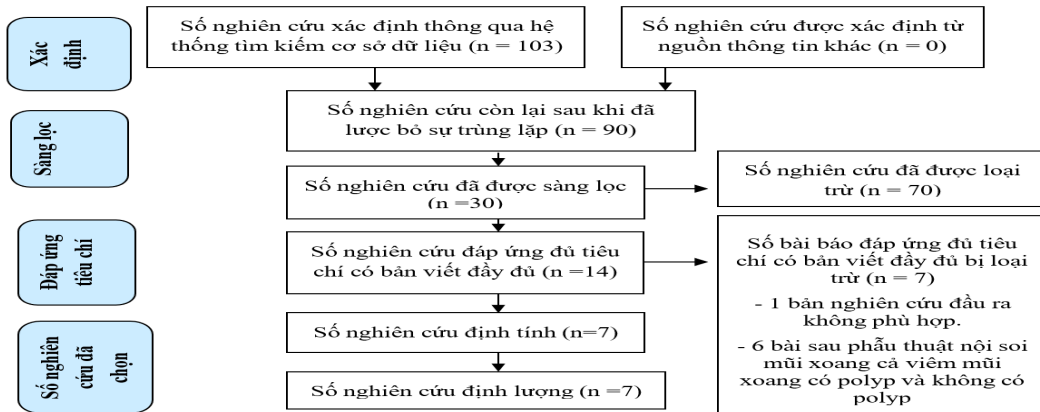 Xác
định
Số nghiên cứu xác định thông qua hệ
thống tìm kiếm cơ sở dữ liệu (n = 103)
Số nghiên cứu được xác định từ
nguồn thông tin khác (n = 0)
Sàng lọc
Số nghiên cứu còn lại sau khi đã
lược bỏ sự trùng lặp (n = 90)
Số nghiên cứu đã được sàng lọc
(n =30)
Số nghiên cứu đã được loại
trừ (n = 70)
Đáp ứng
tiêu chí
Số nghiên cứu đáp ứng đủ tiêu
chí có bản viết đầy đủ (n =14)
Số bài báo đáp ứng đủ tiêu
chí có bản viết đầy đủ bị loại
trừ (n = 7)
- 1 bản nghiên cứu đầu ra
không phù hợp.
- 6 bài sau phẫu thuật nội soi
mũi xoang cả viêm mũi
xoang có polyp và không có
polyp
Số nghiên
cứu đã
chọn
Số nghiên cứu định tính (n=7)
Số nghiên cứu định lượng (n =7)